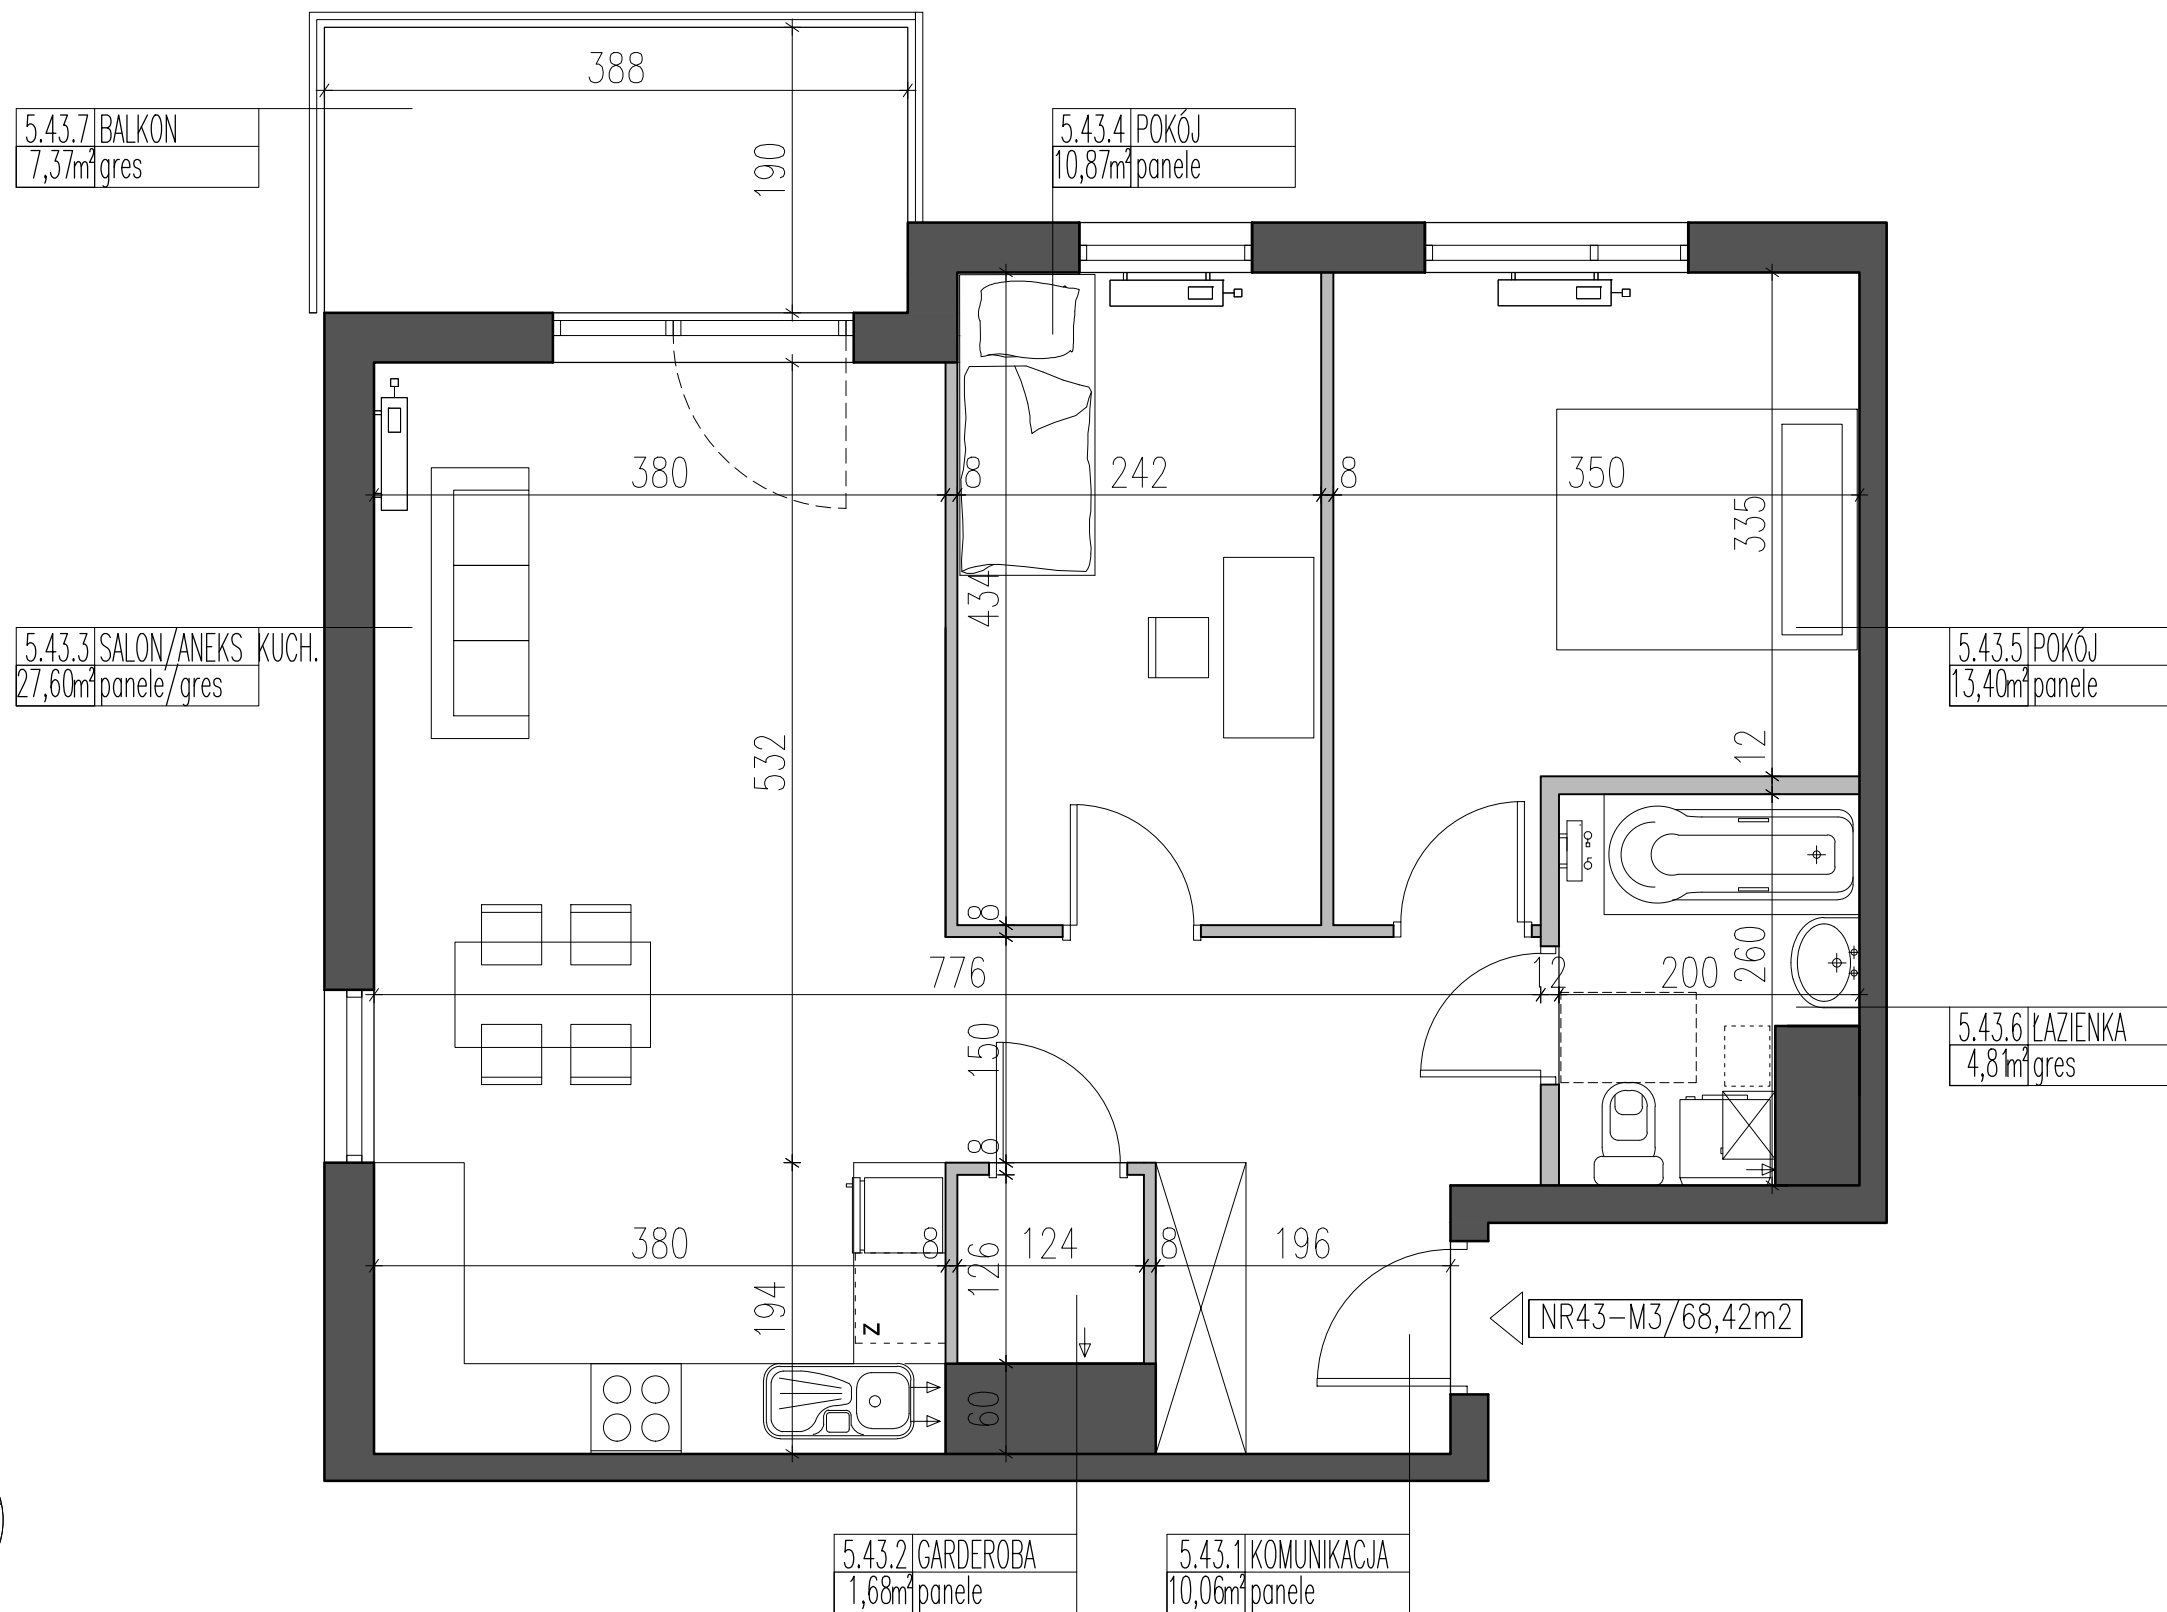 388
5.43.7 BALKON
7,37m² gres
190
5.43.4 POKÓJ
10,87m² panele
380
8
242
8
350
335
434
5.43.3 SALON/ANEKS KUCH.
27,60m² panele/gres
5.43.5 POKÓJ
13,40m² panele
532
12
8
776
12
200
260
5.43.6 ŁAZIENKA
4,81m² gres
150
8
380
8
126
124
8
196
194
z
NR43-M3/68,42m2
60
5.43.2 GARDEROBA
1,68m² panele
5.43.1 KOMUNIKACJA
10,06m² panele